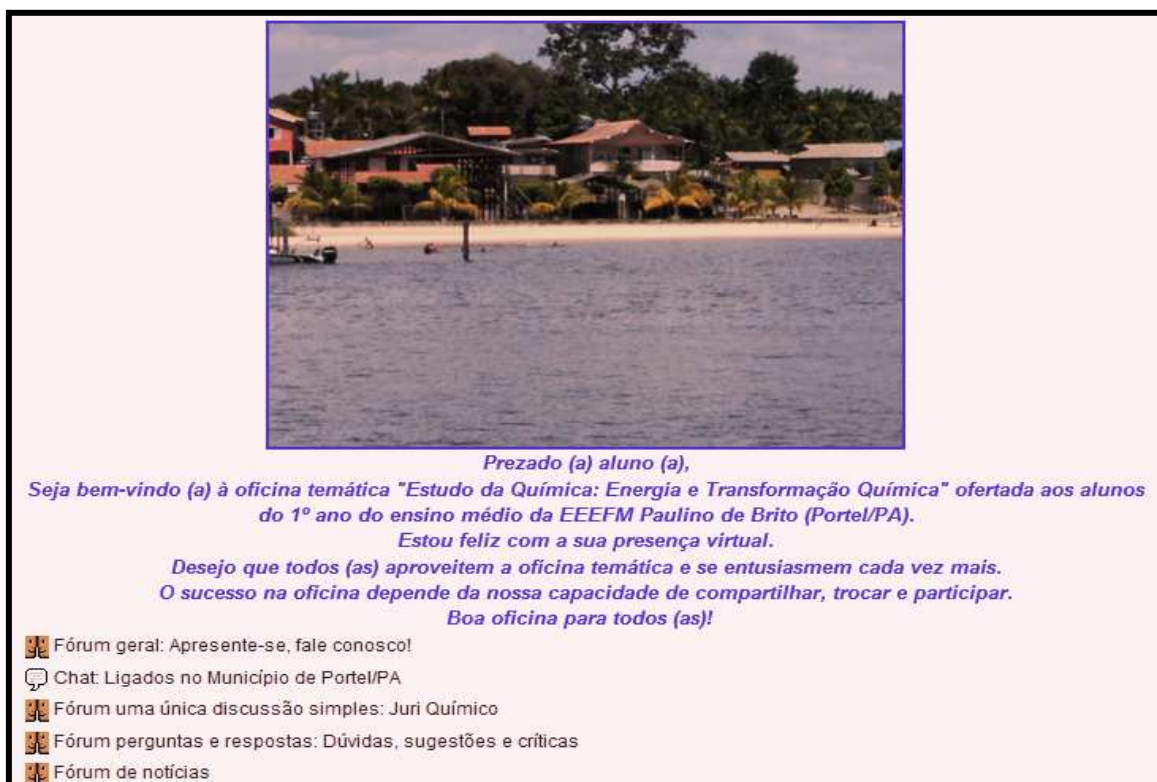 Prezado (a) aluno (a),
Seja bem-vindo (a) à oficina temática "Estudo da Química: Energia e Transformação Química" ofertada aos alunos
do 1º ano do ensino médio da EEEFM Paulino de Brito (Portel/PA).
Estou feliz com a sua presença virtual.
Desejo que todos (as) aproveitem a oficina temática e se entusiasmem cada vez mais.
O sucesso na oficina depende da nossa capacidade de compartilhar, trocar e participar.
Boa oficina para todos (as)!
Fórum geral: Apresente-se, fale conosco!
Chat: Ligados no Município de Portel/PA
Fórum uma única discussão simples: Juri Químico
Fórum perguntas e respostas: Dúvidas, sugestões e críticas
Fórum de notícias